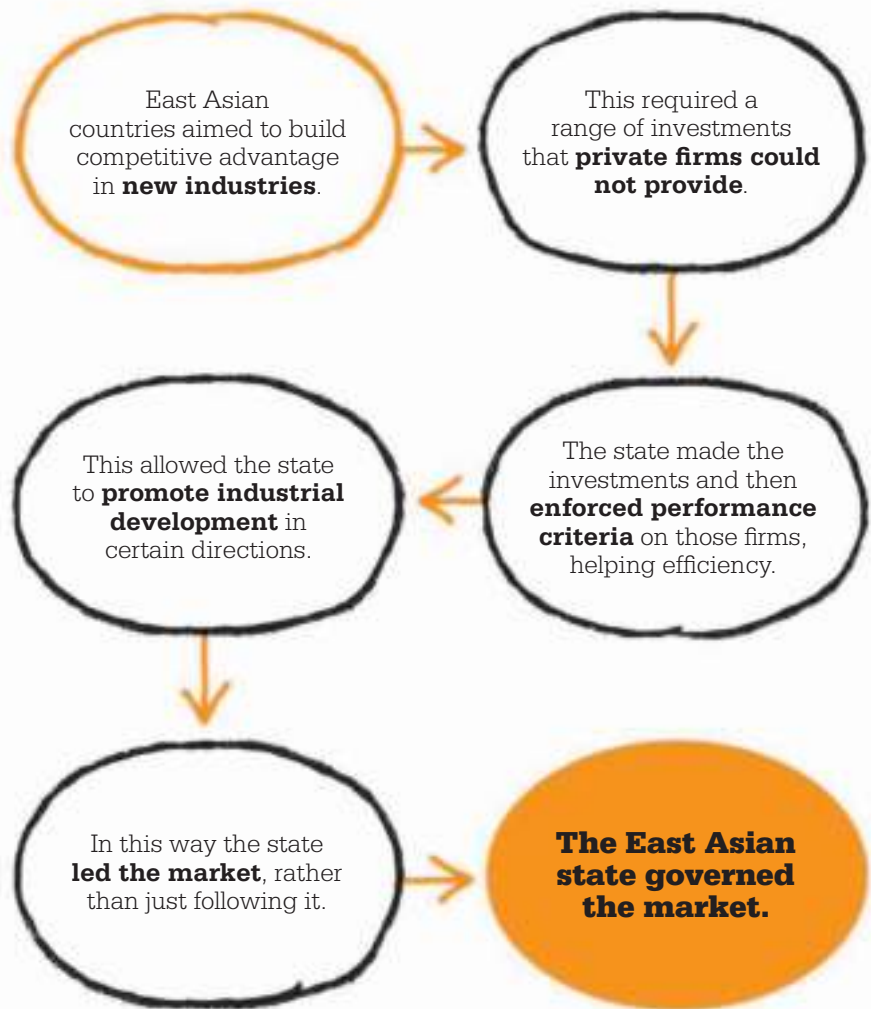 East Asian
countries aimed to build
competitive advantage
in new industries.
This required a
range of investments
that private firms could
not provide.
The state made the
investments and then
enforced performance
criteria on those firms,
helping efficiency.
This allowed the state
to promote industrial
development in
certain directions.
In this way the state
led the market, rather
than just following it.
The East Asian
state governed
the market.